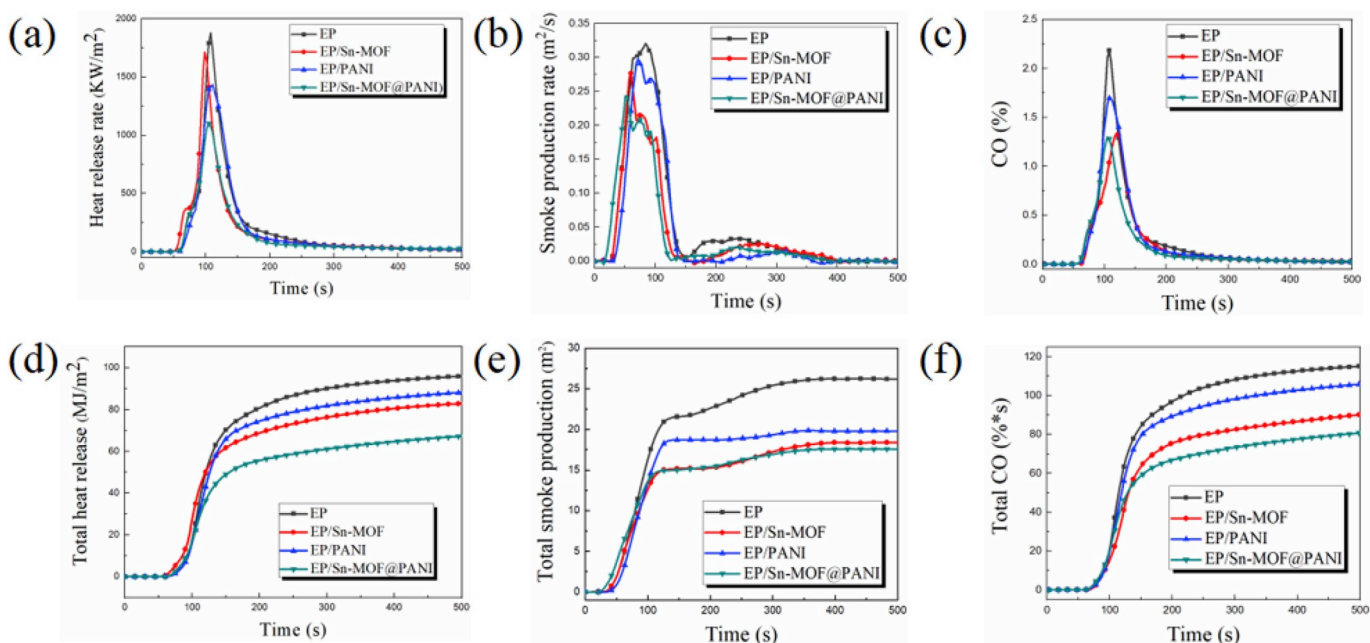 (a)
Heat release rate (KW/m²)
2000
1500
1000
500
0
EP
EP/Sn-MOF
EP/PANI
EP/Sn-MOF@PANI)
0 100 200 300 400 500
Time (s)
(b)
Smoke production rate (m²/s)
0.35
0.30
0.25
0.20
0.15
0.10
0.05
0.00
EP
EP/Sn-MOF
EP/PANI
EP/Sn-MOF@PANI
0 100 200 300 400 500
Time (s)
(c)
CO (%)
2.5
2.0
1.5
1.0
0.5
0.0
EP
EP/Sn-MOF
EP/PANI
EP/Sn-MOF@PANI
0 100 200 300 400 500
Time (s)
(d)
Total heat release (MJ/m²)
100
80
60
40
20
0
EP
EP/Sn-MOF
EP/PANI
EP/Sn-MOF@PANI
0 100 200 300 400 500
Time (s)
(e)
Total smoke production (m²)
30
25
20
15
10
5
0
EP
EP/Sn-MOF
EP/PANI
EP/Sn-MOF@PANI
0 100 200 300 400 500
Time (s)
(f)
Total CO (%*s)
120
100
80
60
40
20
0
EP
EP/Sn-MOF
EP/PANI
EP/Sn-MOF@PANI
0 100 200 300 400 500
Time (s)